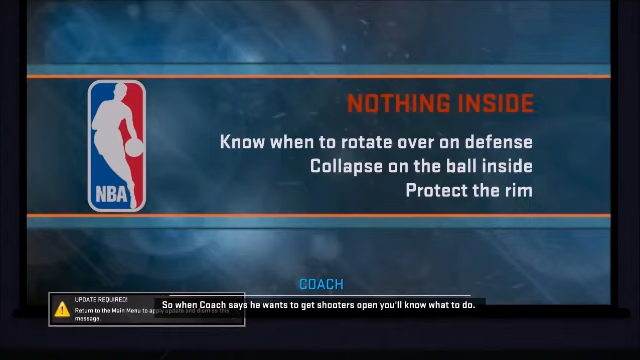 NOTHING INSIDE
Know when to rotate over on defense
Collapse on the ball inside
Protect the rim
NBA
COACH
So when Coach says he wants to get shooters open you'll know what to do.
UPDATE REQUIRED!
Return to the Main Menu to apply update and dismiss this
message.